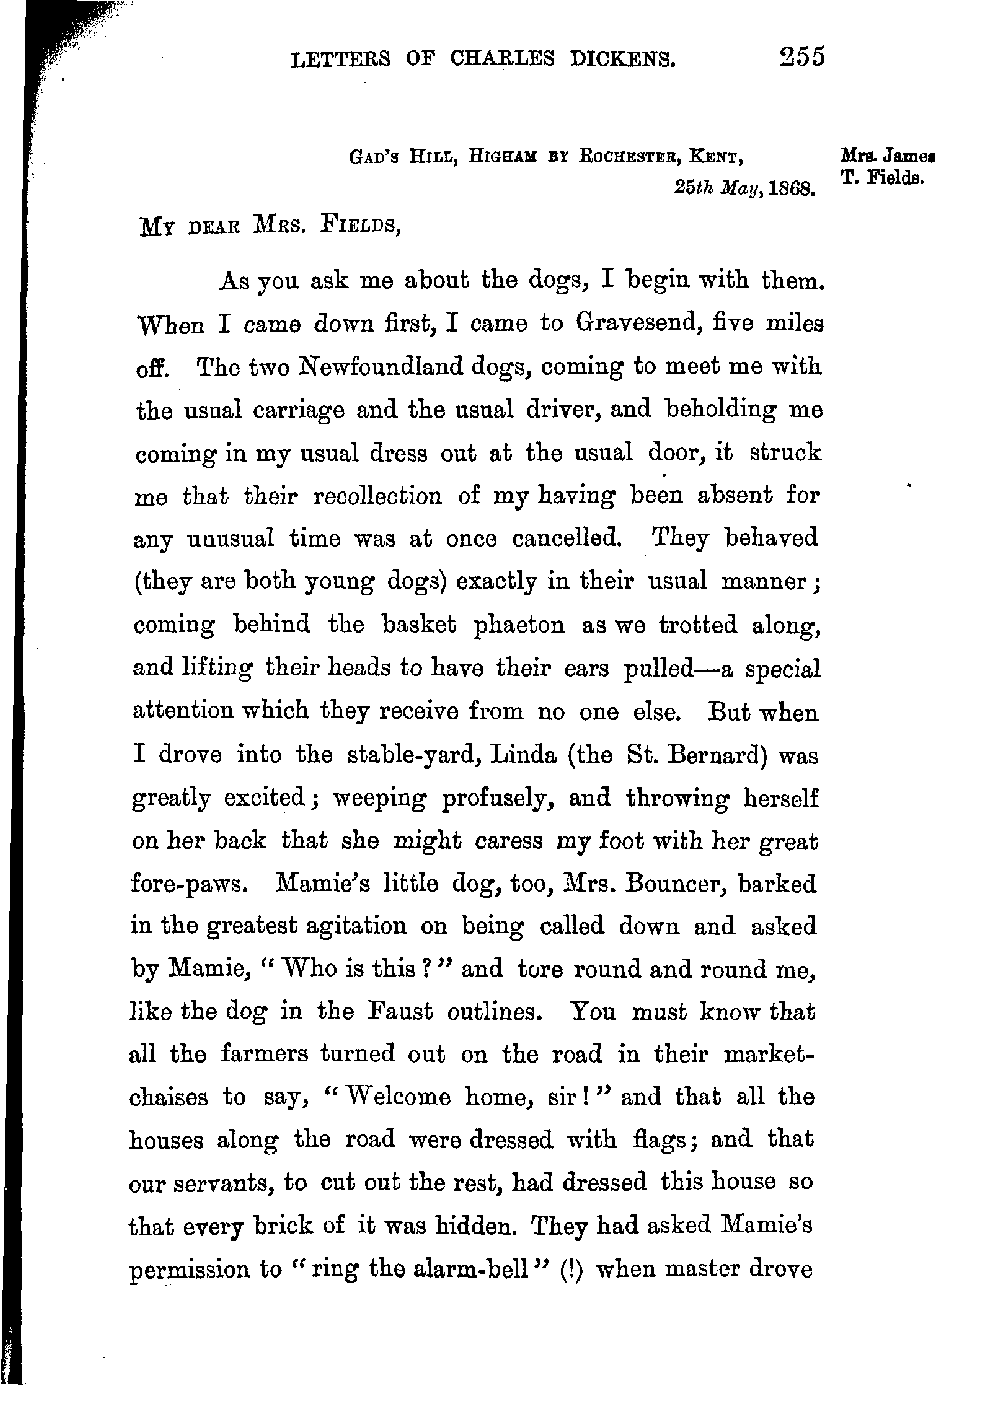 LETTERS OF CHARLES DICKENS. 255
GAD'S HILL, HIGHAM BY ROCHESTER, KENT,
25th May, 1868.
Mrs. James
T. Fields.
MY DEAR MRS. FIELDS,
As you ask me about the dogs, I begin with them.
When I came down first, I came to Gravesend, five miles
off. The two Newfoundland dogs, coming to meet me with
the usual carriage and the usual driver, and beholding me
coming in my usual dress out at the usual door, it struck
me that their recollection of my having been absent for
any unusual time was at once cancelled. They behaved
(they are both young dogs) exactly in their usual manner;
coming behind the basket phaeton as we trotted along,
and lifting their heads to have their ears pulled—a special
attention which they receive from no one else. But when
I drove into the stable-yard, Linda (the St. Bernard) was
greatly excited; weeping profusely, and throwing herself
on her back that she might caress my foot with her great
fore-paws. Mamie's little dog, too, Mrs. Bouncer, barked
in the greatest agitation on being called down and asked
by Mamie, "Who is this?" and tore round and round me,
like the dog in the Faust outlines. You must know that
all the farmers turned out on the road in their market-
chaises to say, "Welcome home, sir!" and that all the
houses along the road were dressed with flags; and that
our servants, to cut out the rest, had dressed this house so
that every brick of it was hidden. They had asked Mamie's
permission to "ring the alarm-bell" (!) when master drove